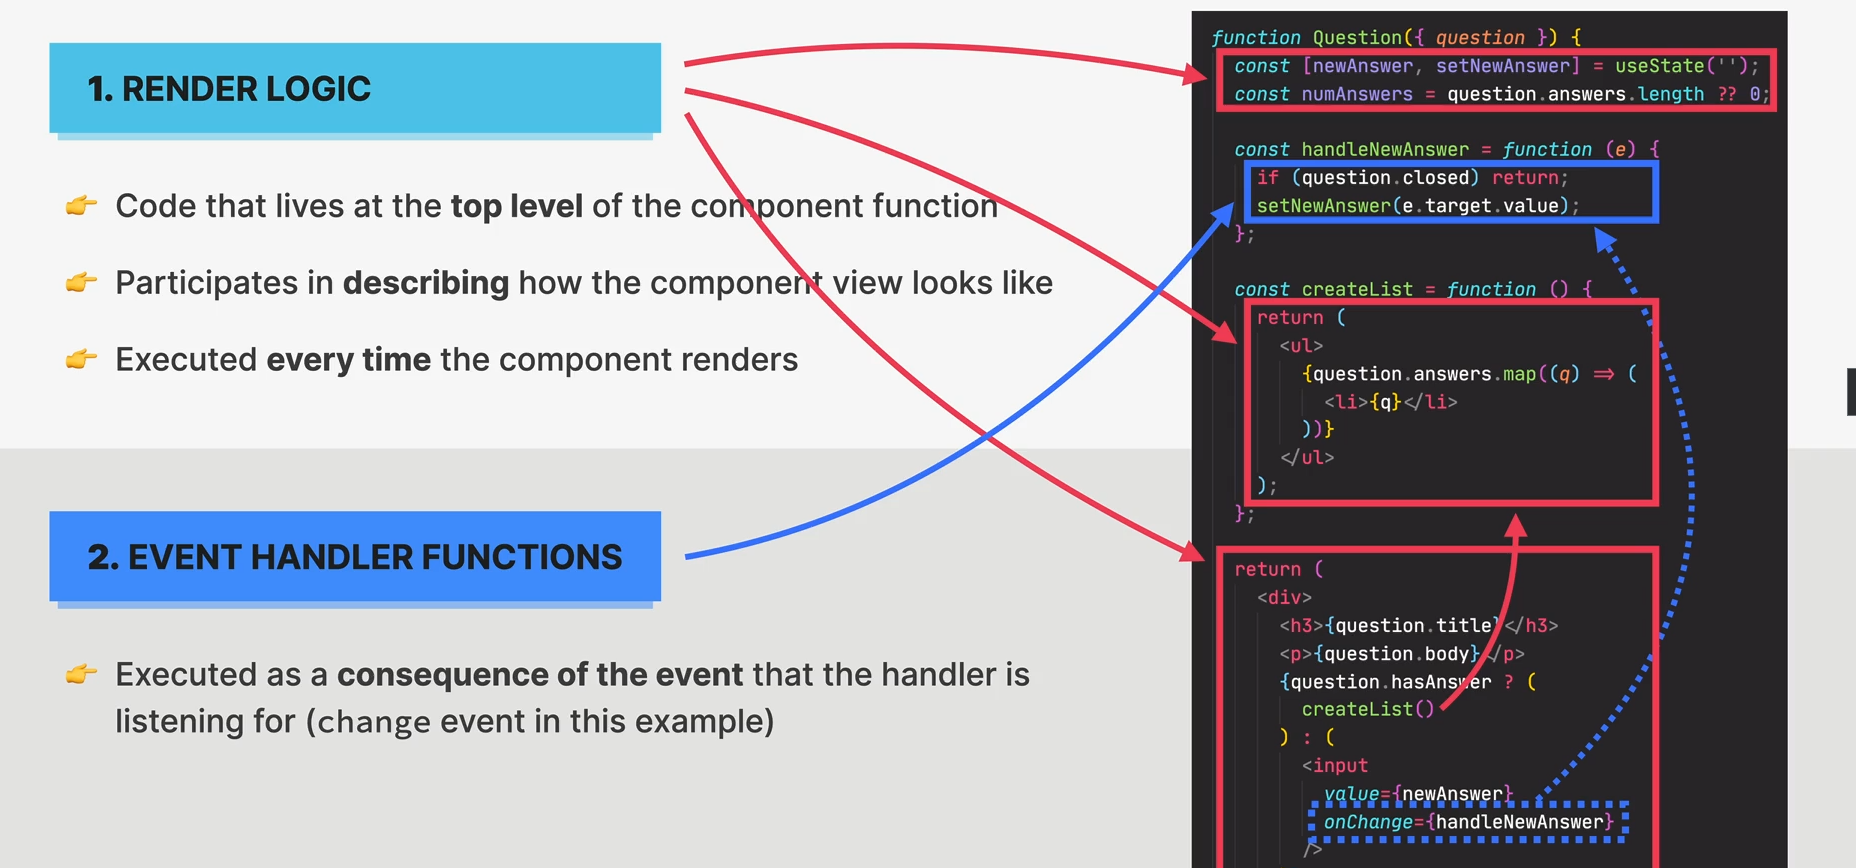 1. RENDER LOGIC
👉 Code that lives at the top level of the component function
👉 Participates in describing how the component view looks like
👉 Executed every time the component renders
2. EVENT HANDLER FUNCTIONS
👉 Executed as a consequence of the event that the handler is
listening for (change event in this example)
function Question({ question }) {
  const [newAnswer, setNewAnswer] = useState('');
  const numAnswers = question.answers.length ?? 0;
  const handleNewAnswer = function (e) {
    if (question.closed) return;
    setNewAnswer(e.target.value);
  };
  const createList = function () {
    return (
      <ul>
        {question.answers.map((q) => (
          <li>{q}</li>
        ))}
      </ul>
    );
  };
  return (
    <div>
      <h3>{question.title}</h3>
      <p>{question.body}</p>
      {question.hasAnswer ? (
        createList()
      ) : (
        <input
          value={newAnswer}
          onChange={handleNewAnswer}
        />